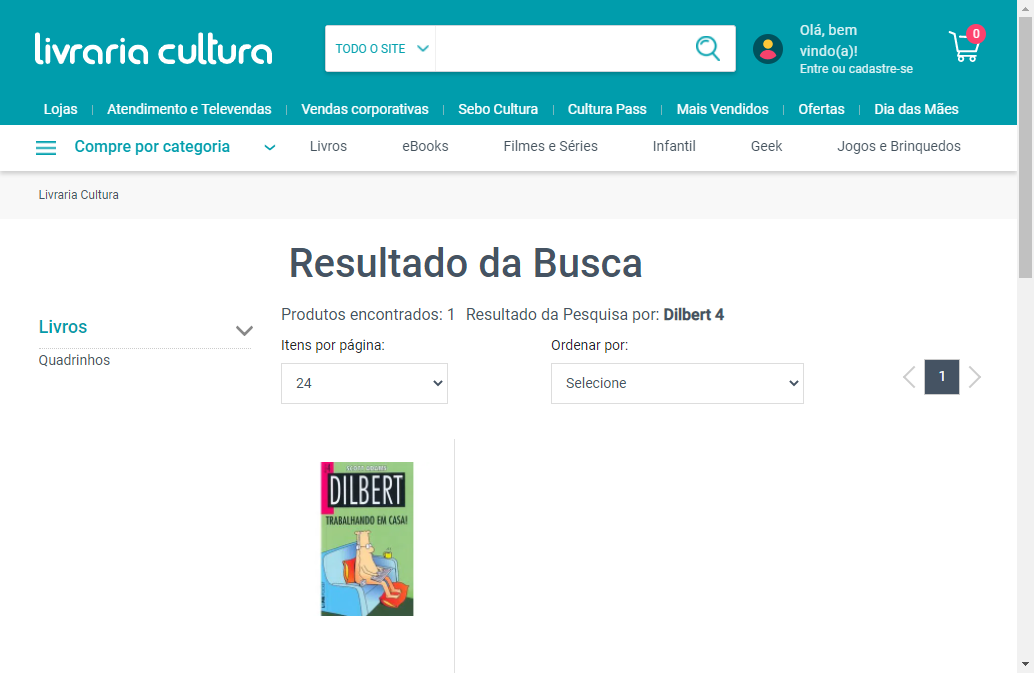 livraria cultura
TODO O SITE
Olá, bem
vindo(a)!
Entre ou cadastre-se
0
Lojas Atendimento e Televendas Vendas corporativas Sebo Cultura Cultura Pass Mais Vendidos Ofertas Dia das Mães
Compre por categoria Livros eBooks Filmes e Séries Infantil Geek Jogos e Brinquedos
Livraria Cultura
Resultado da Busca
Produtos encontrados: 1 Resultado da Pesquisa por: Dilbert 4
Livros
Quadrinhos
Itens por página:
24
Ordenar por:
Selecione
1
4
SCOTT ADAMS
DILBERT
TRABALHANDO EM CASA!